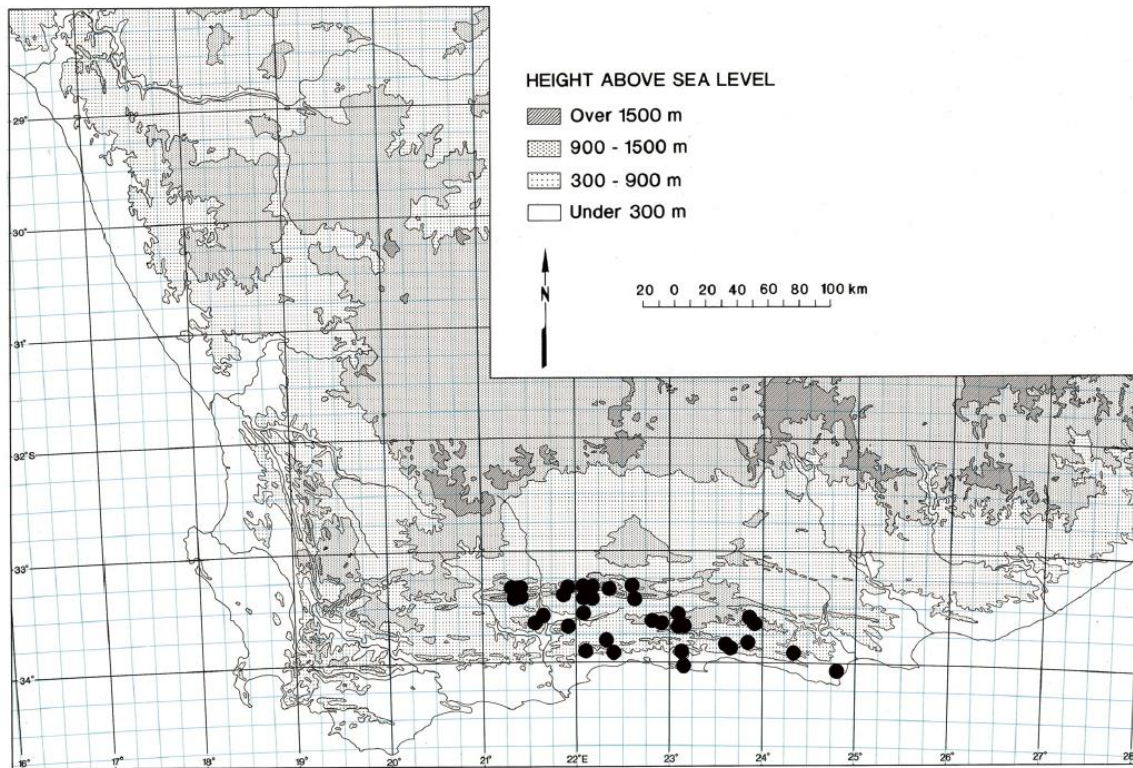 HEIGHT ABOVE SEA LEVEL
Over 1500 m
900 - 1500 m
300 - 900 m
Under 300 m
N
20 0 20 40 60 80 100 km
29°
30°
31°
32°S
33°
34°
16° 17° 18° 19° 20° 21° 22°E 23° 24° 25° 26° 27° 28°